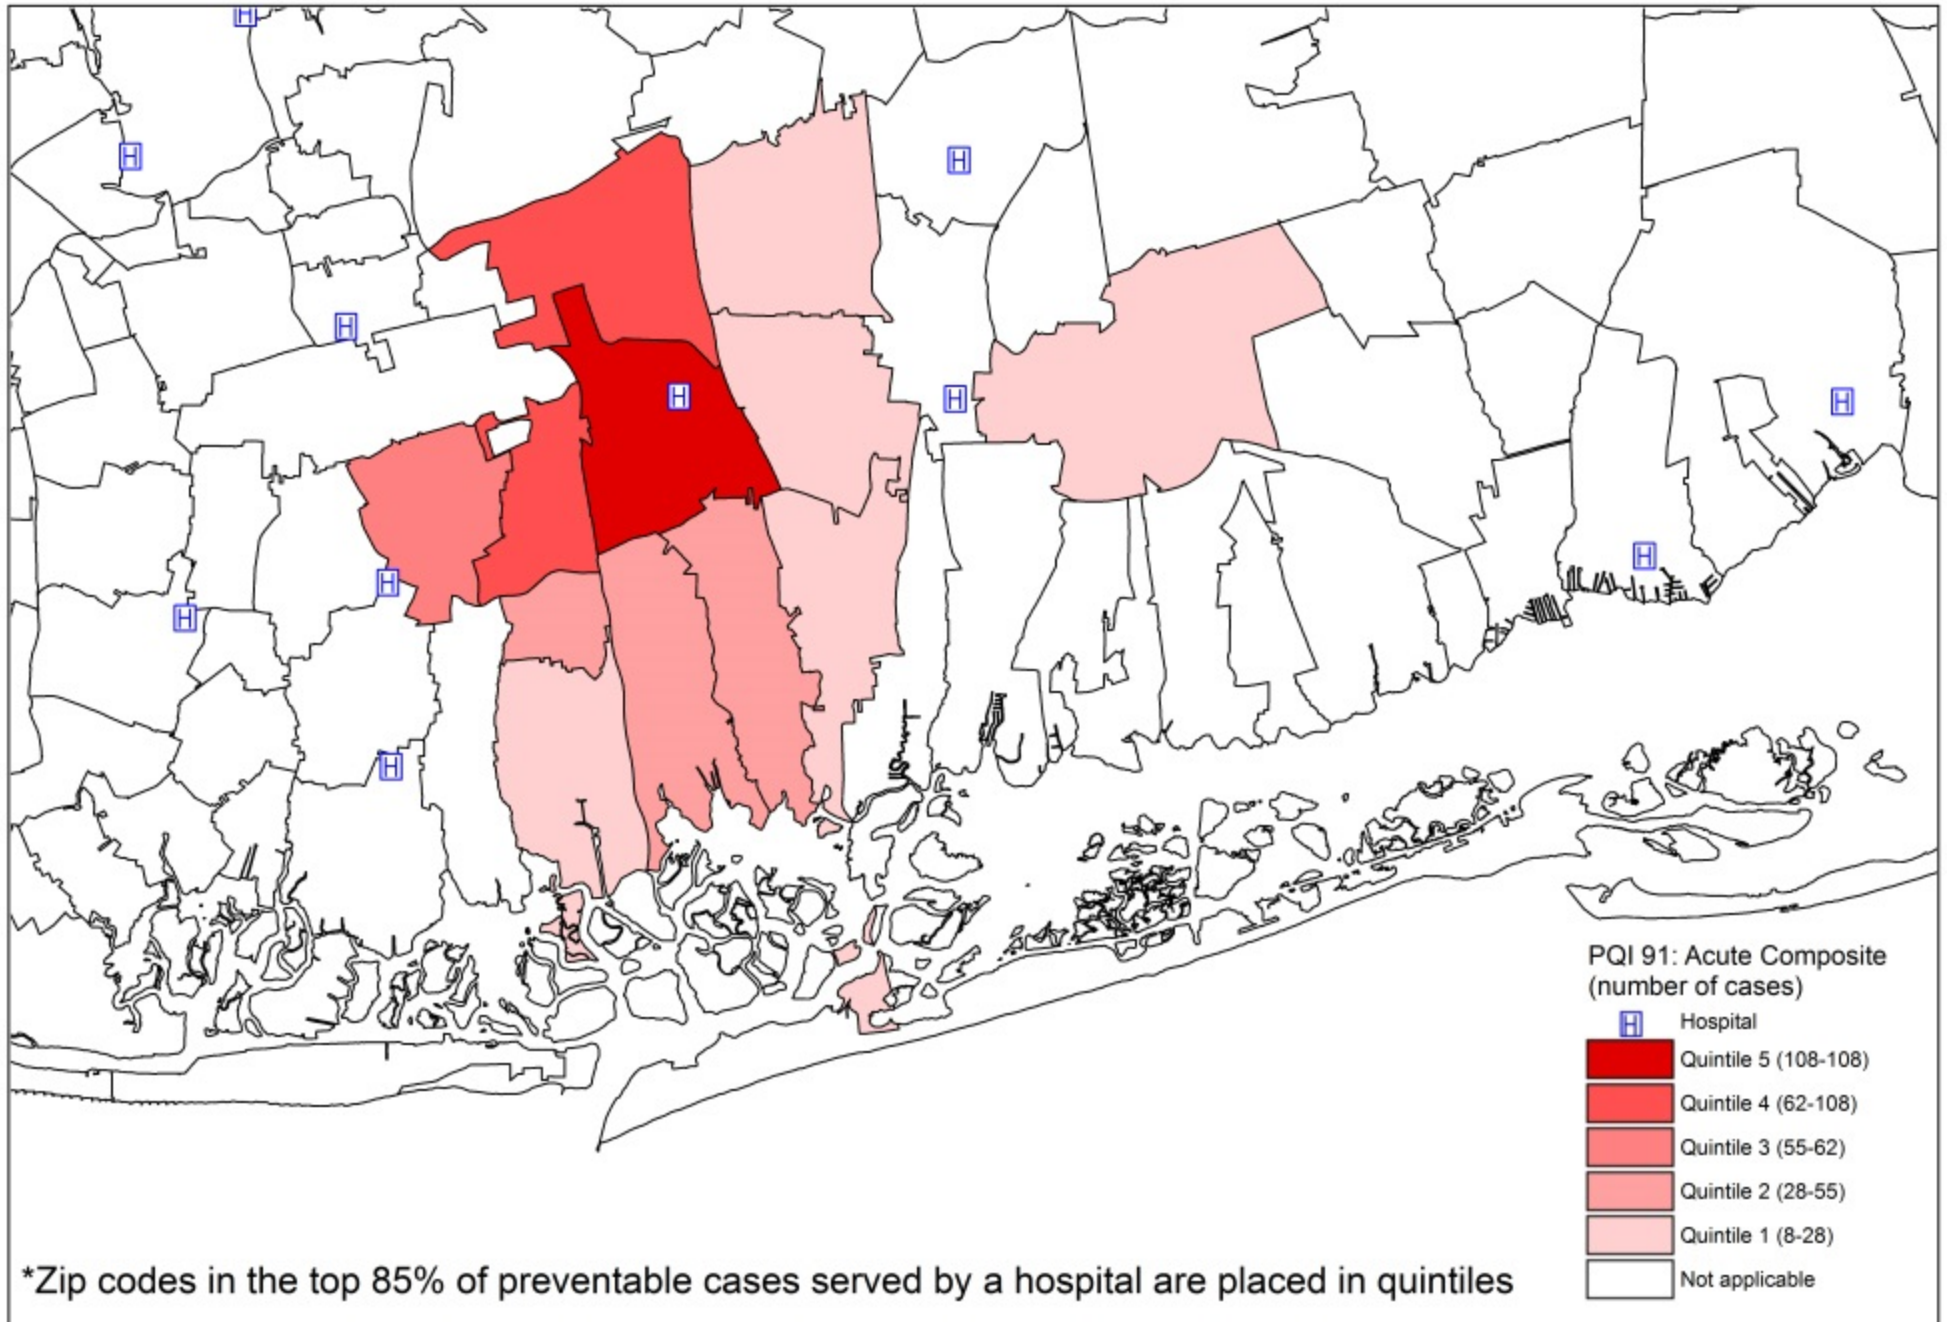 H
H
H
H
H
H
H
H
H
H
H
H
PQI 91: Acute Composite
(number of cases)
H Hospital
Quintile 5 (108-108)
Quintile 4 (62-108)
Quintile 3 (55-62)
Quintile 2 (28-55)
Quintile 1 (8-28)
Not applicable
*Zip codes in the top 85% of preventable cases served by a hospital are placed in quintiles